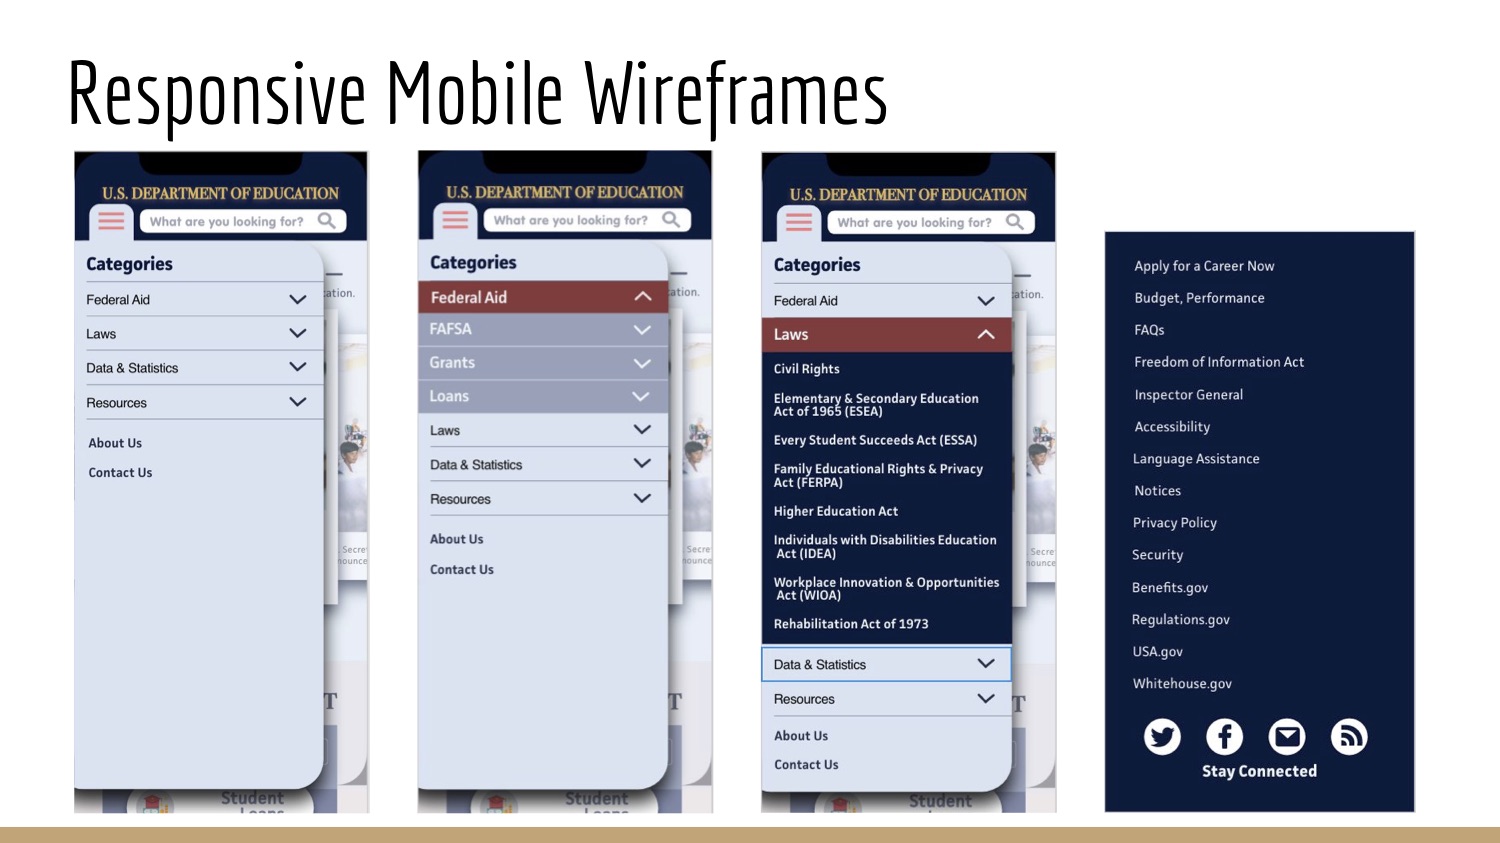 Responsive Mobile Wireframes
U.S. DEPARTMENT OF EDUCATION
What are you looking for?
Categories
Federal Aid
Laws
Data & Statistics
Resources
About Us
Contact Us
ation.
Secre
nounce
T
Student
Loans
U.S. DEPARTMENT OF EDUCATION
What are you looking for?
Categories
Federal Aid
FAFSA
Grants
Loans
Laws
Data & Statistics
Resources
About Us
Contact Us
ation.
. Secre
nounce
T
Student
Loans
U.S. DEPARTMENT OF EDUCATION
What are you looking for?
Categories
Federal Aid
Laws
Civil Rights
Elementary & Secondary Education
Act of 1965 (ESEA)
Every Student Succeeds Act (ESSA)
Family Educational Rights & Privacy
Act (FERPA)
Higher Education Act
Individuals with Disabilities Education
Act (IDEA)
Workplace Innovation & Opportunities
Act (WIOA)
Rehabilitation Act of 1973
Data & Statistics
Resources
About Us
Contact Us
ation.
Secre
nounce
T
Student
Apply for a Career Now
Budget, Performance
FAQs
Freedom of Information Act
Inspector General
Accessibility
Language Assistance
Notices
Privacy Policy
Security
Benefits.gov
Regulations.gov
USA.gov
Whitehouse.gov
Stay Connected